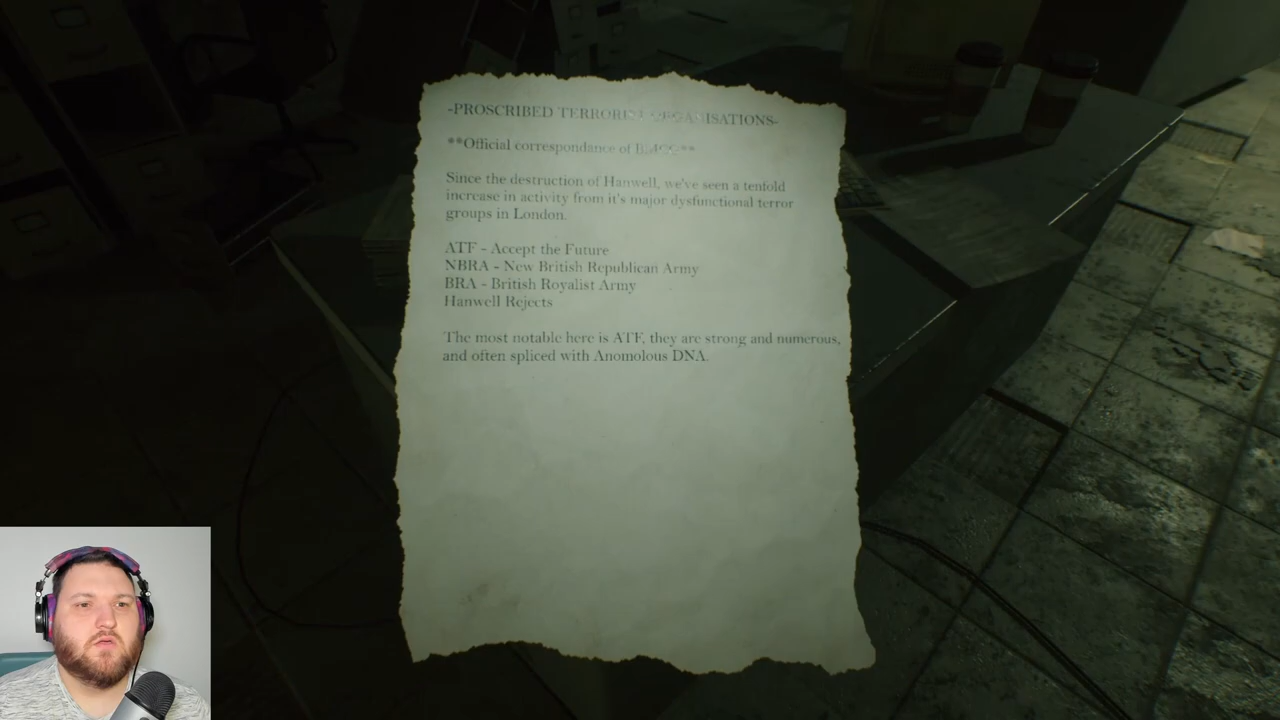 -PROSCRIBED TERRORIST ORGANISATIONS-
**Official correspondance of
Since the destruction of Hanwell, we've seen a tenfold
increase in activity from it's major dysfunctional terror
groups in London.
ATF - Accept the Future
NBRA - New British Republican Army
BRA - British Royalist Army
Hanwell Rejects
The most notable here is ATF, they are strong and numerous,
and often spliced with Anomolous DNA.